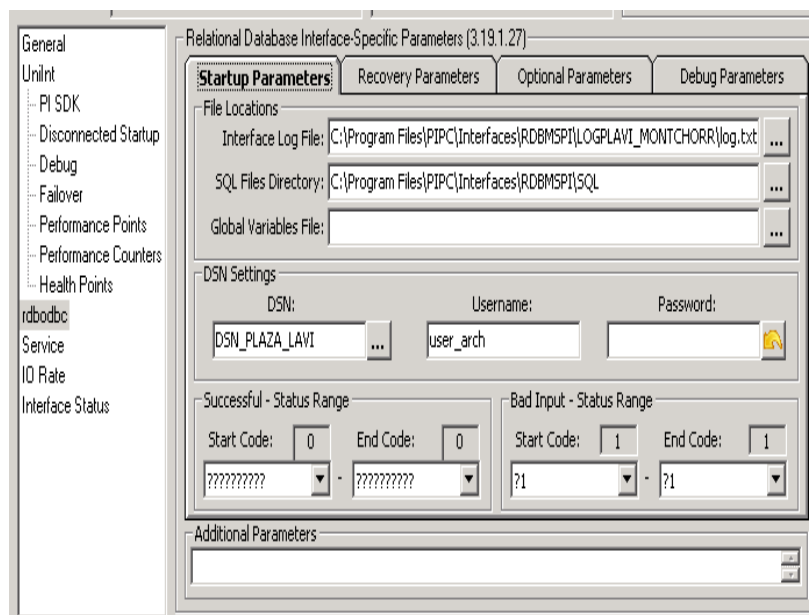 General
UniInt
PI SDK
Disconnected Startup
Debug
Failover
Performance Points
Performance Counters
Health Points
rdbodbc
Service
IO Rate
Interface Status
Relational Database Interface-Specific Parameters (3.19.1.27)
Startup Parameters Recovery Parameters Optional Parameters Debug Parameters
File Locations
Interface Log File: C:\Program Files\PIPC\Interfaces\RDBMSPI\LOGPLAVI_MONTCHORR\log.txt ...
SQL Files Directory: C:\Program Files\PIPC\Interfaces\RDBMSPI\SQL ...
Global Variables File: ...
DSN Settings
DSN: Username: Password:
DSN_PLAZA_LAVI ... user_arch
Successful - Status Range Bad Input - Status Range
Start Code: 0 End Code: 0 Start Code: 1 End Code: 1
?????????? - ?????????? ?1 - ?1
Additional Parameters